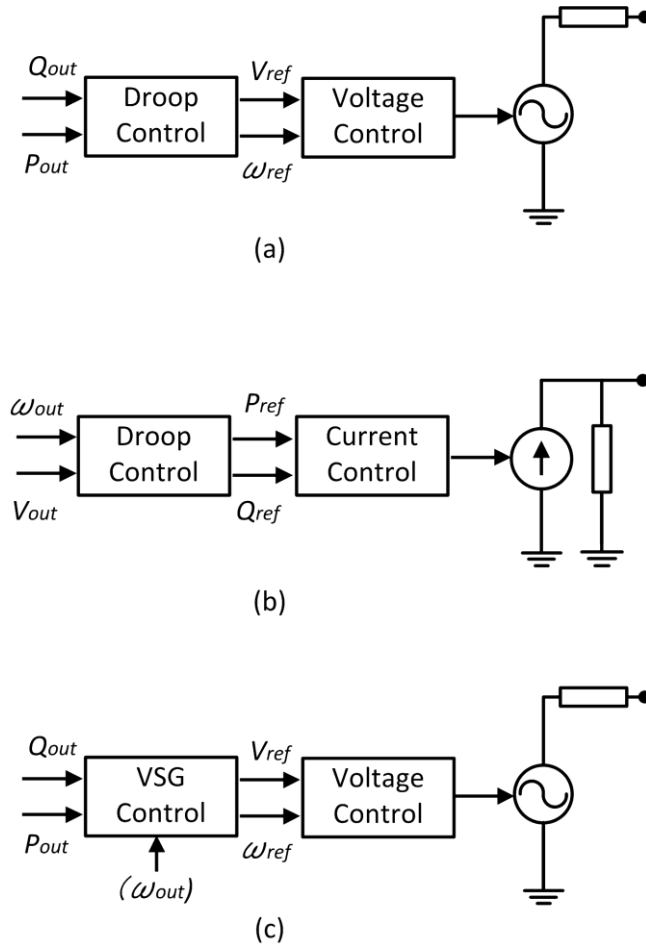 Qout
Vref
Droop
Control
Voltage
Control
Pout
ωref
(a)
ωout
Pref
Droop
Control
Current
Control
Vout
Qref
(b)
Qout
Vref
VSG
Control
Voltage
Control
Pout
ωref
(ωout)
(c)